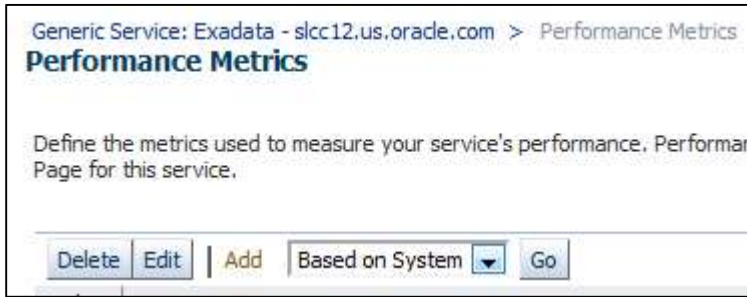 Generic Service: Exadata - slcc12.us.oracle.com > Performance Metrics
Performance Metrics
Define the metrics used to measure your service's performance. Performan
Page for this service.
Delete Edit | Add Based on System Go